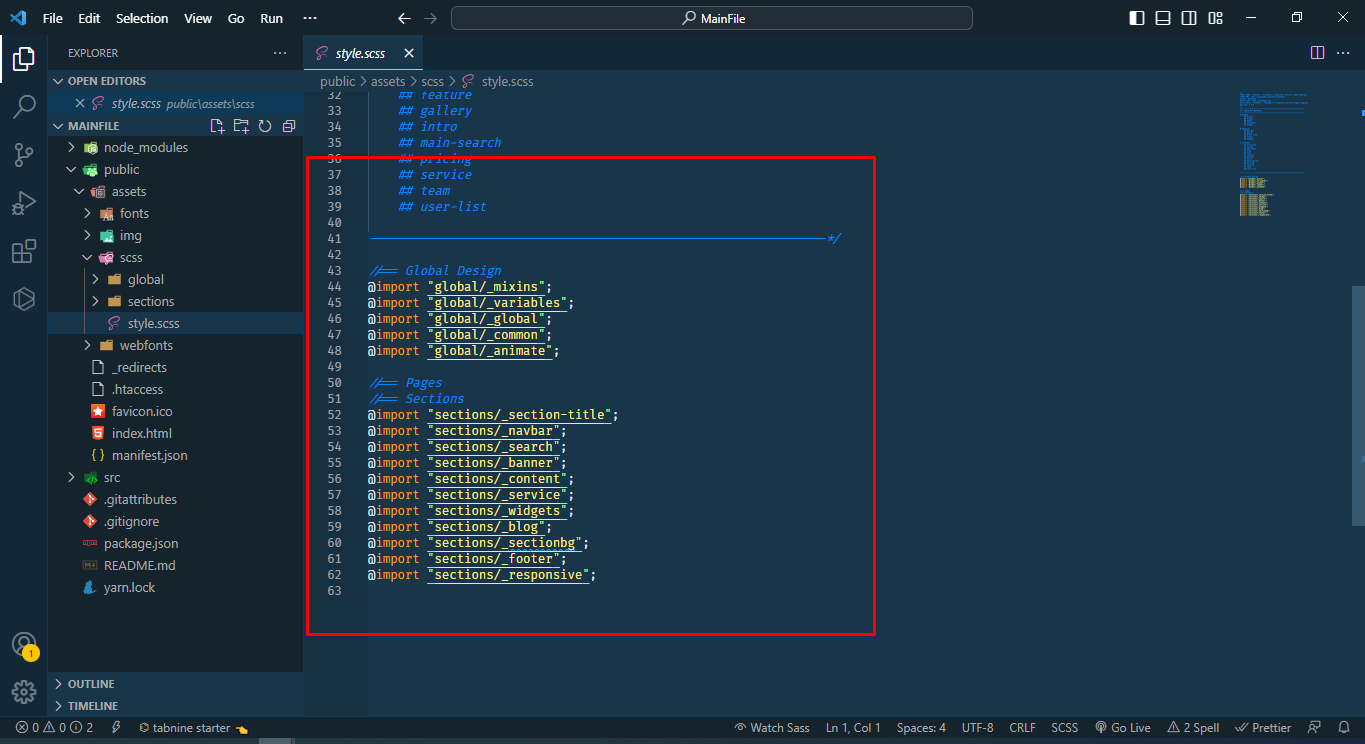 File Edit Selection View Go Run ··· MainFile
EXPLORER ···
OPEN EDITORS
style.scss public\assets\scss
MAINFILE
node_modules
public
assets
fonts
img
scss
global
sections
style.scss
webfonts
_redirects
.htaccess
favicon.ico
index.html
manifest.json
src
.gitattributes
.gitignore
package.json
README.md
yarn.lock
OUTLINE
TIMELINE
style.scss
public > assets > scss > style.scss
32 ## feature
33 ## gallery
34 ## intro
35 ## main-search
36 ## pricing
37 ## service
38 ## team
39 ## user-list
40
41 */
42
43 //== Global Design
44 @import "global/_mixins";
45 @import "global/_variables";
46 @import "global/_global";
47 @import "global/_common";
48 @import "global/_animate";
49
50 //== Pages
51 //== Sections
52 @import "sections/_section-title";
53 @import "sections/_navbar";
54 @import "sections/_search";
55 @import "sections/_banner";
56 @import "sections/_content";
57 @import "sections/_service";
58 @import "sections/_widgets";
59 @import "sections/_blog";
60 @import "sections/_sectionbg";
61 @import "sections/_footer";
62 @import "sections/_responsive";
63
1
0 0 2 tabnine starter Watch Sass Ln 1, Col 1 Spaces: 4 UTF-8 CRLF SCSS Go Live 2 Spell Prettier